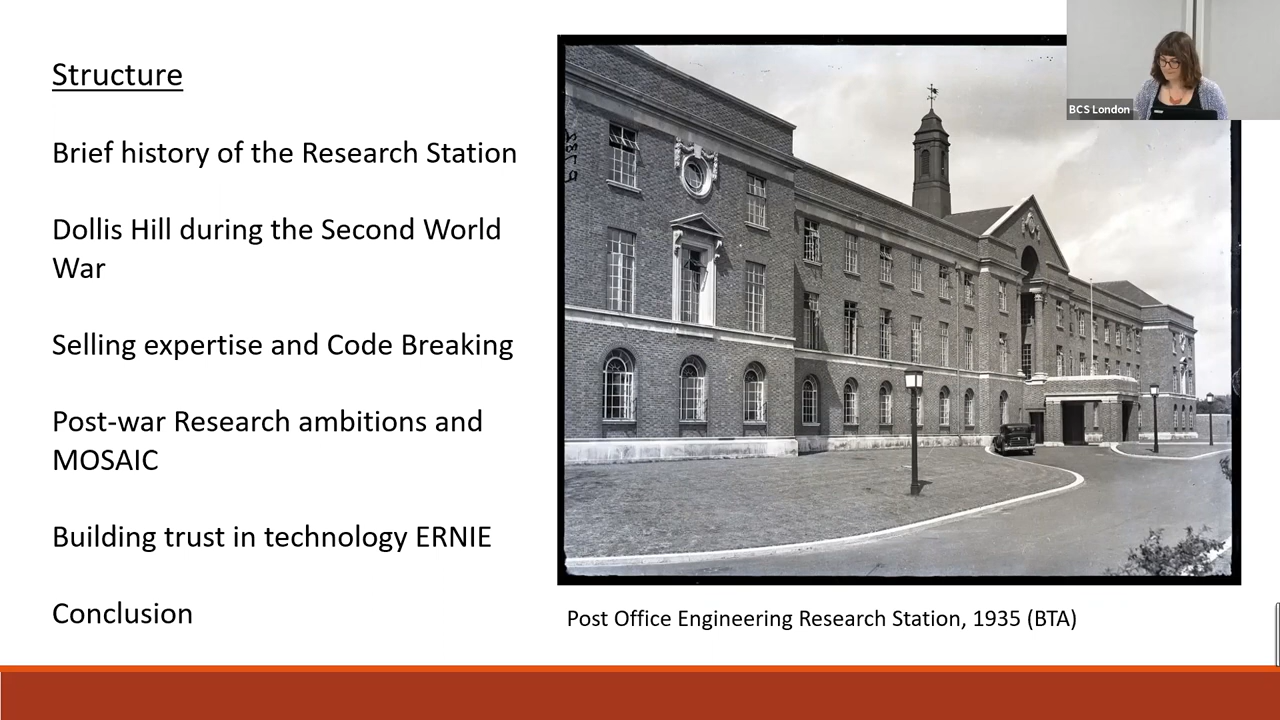 Structure
Brief history of the Research Station
Dollis Hill during the Second World
War
Selling expertise and Code Breaking
Post-war Research ambitions and
MOSAIC
Building trust in technology ERNIE
Conclusion
BCS London
Post Office Engineering Research Station, 1935 (BTA)